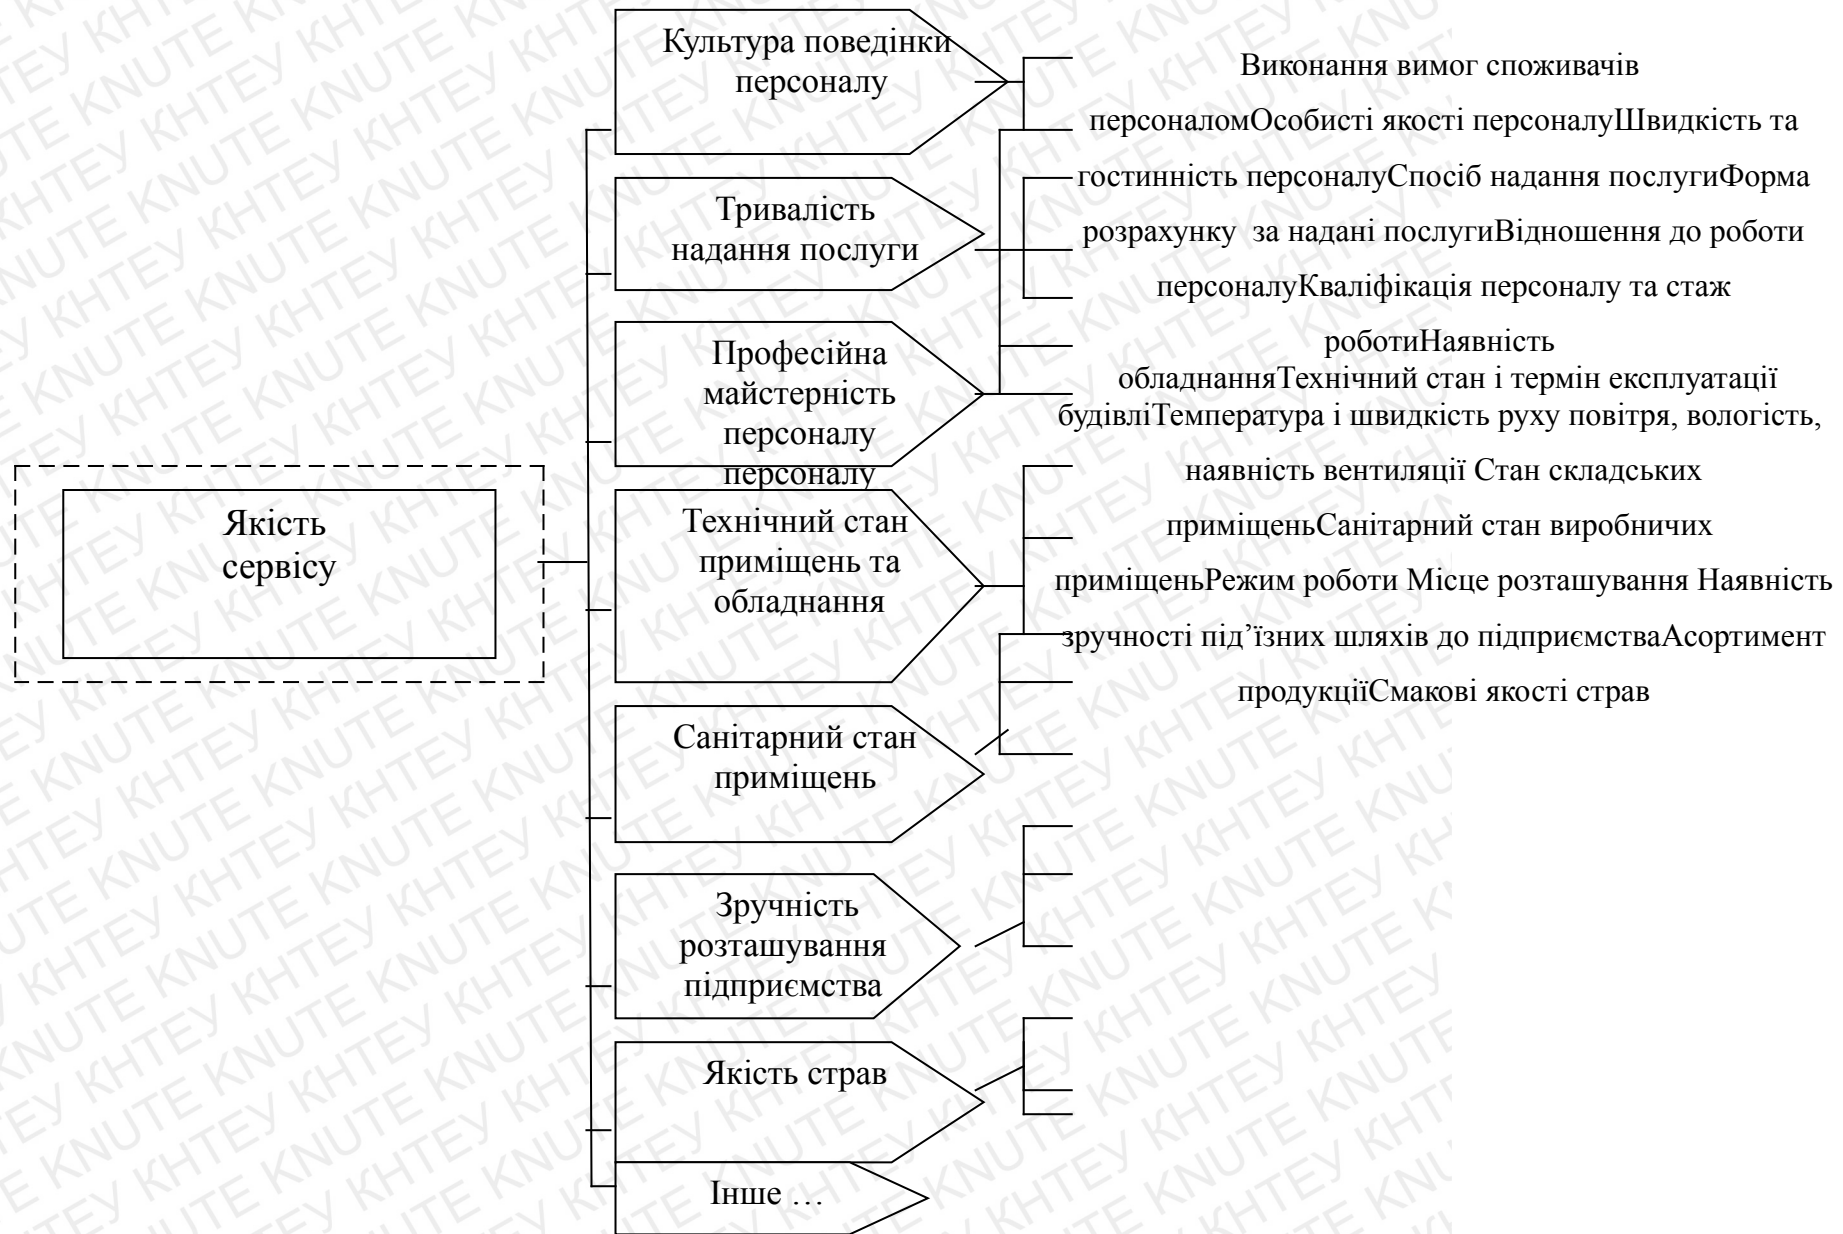 Культура поведінки
персоналу
Тривалість
надання послуги
Професійна
майстерність
персоналу
персоналу
Якість
сервісу
Технічний стан
приміщень та
обладнання
Санітарний стан
приміщень
Зручність
розташування
підприємства
Якість страв
Інше …
Виконання вимог споживачів
персоналомОсобисті якості персоналуШвидкість та
гостинність персоналуСпосіб надання послугиФорма
розрахунку за надані послугиВідношення до роботи
персоналуКваліфікація персоналу та стаж
роботиНаявність
обладнанняТехнічний стан і термін експлуатації
будівліТемпература і швидкість руху повітря, вологість,
наявність вентиляції Стан складських
приміщеньСанітарний стан виробничих
приміщеньРежим роботи Місце розташування Наявність
зручності під’їзних шляхів до підприємстваАсортимент
продукціїСмакові якості страв
KNUTE КНТЕУ